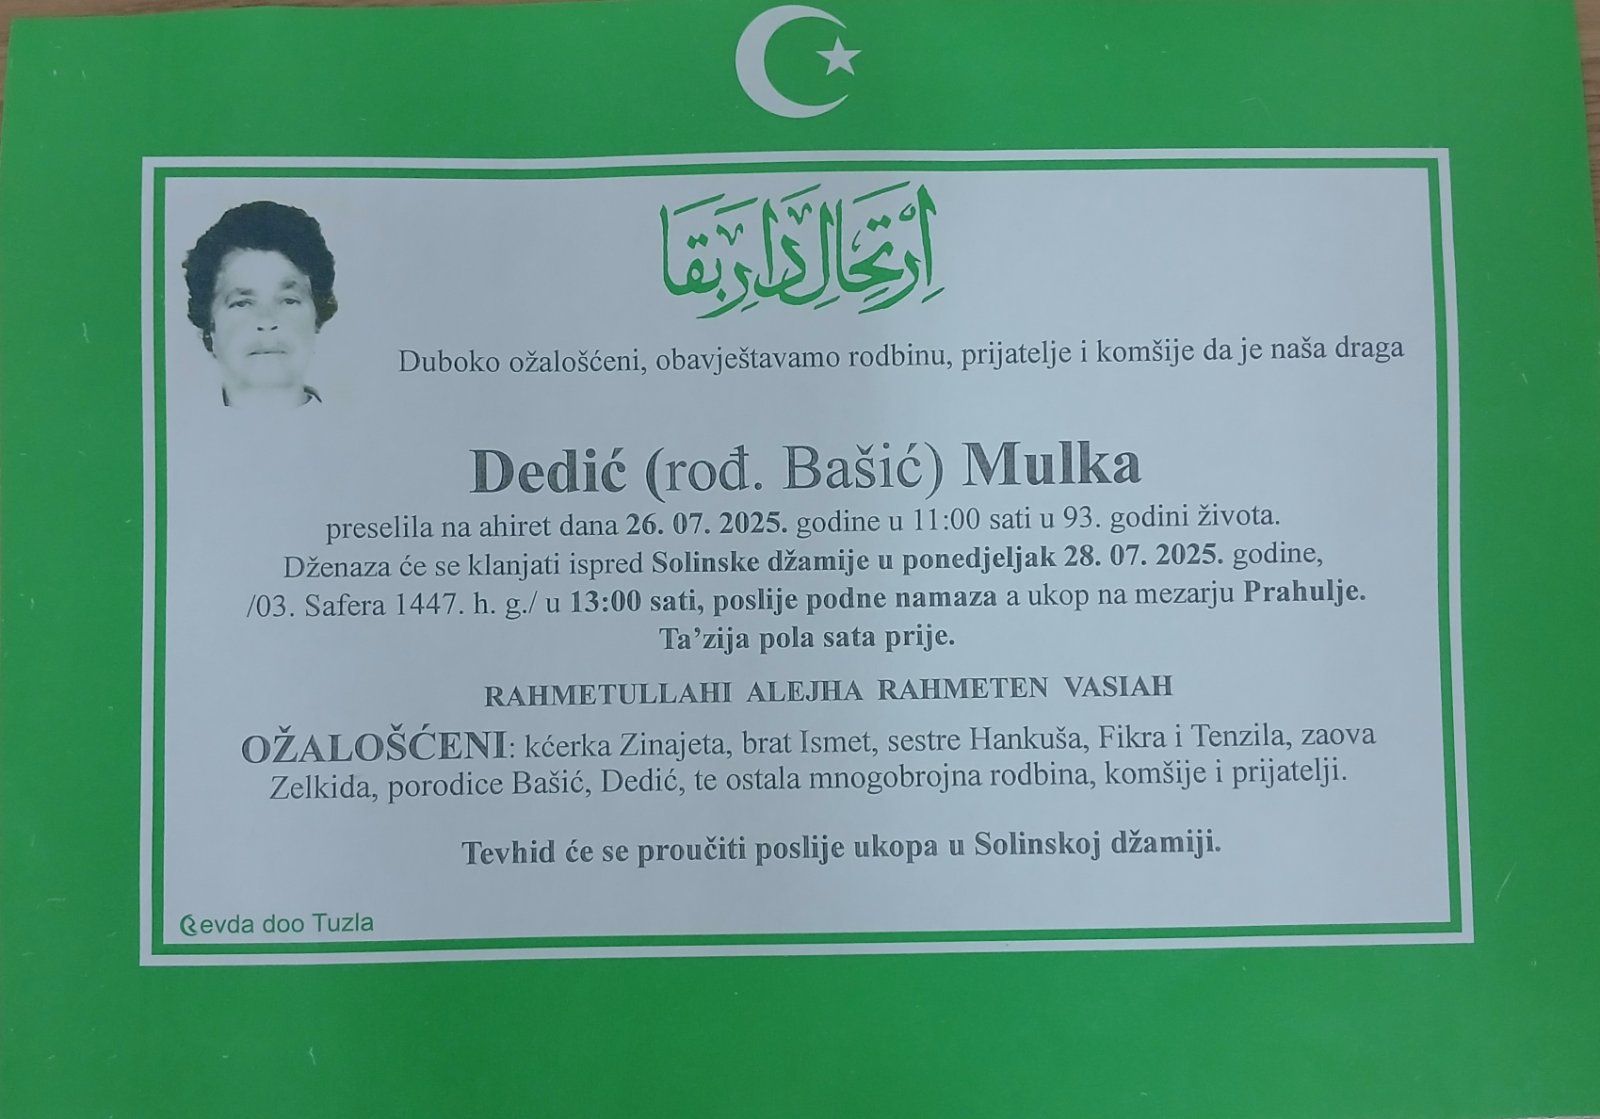 اِرْتِحَالِ دَارِ بَقَا
Duboko ožalošćeni, obavještavamo rodbinu, prijatelje i komšije da je naša draga
Dedić (rođ. Bašić) Mulka
preselila na ahiret dana 26. 07. 2025. godine u 11:00 sati u 93. godini života.
Dženaza će se klanjati ispred Solinske džamije u ponedjeljak 28. 07. 2025. godine,
/03. Safera 1447. h. g./ u 13:00 sati, poslije podne namaza a ukop na mezarju Prahulje.
Ta’zija pola sata prije.
RAHMETULLAHI ALEJHA RAHMETEN VASIAH
OŽALOŠĆENI: kćerka Zinajeta, brat Ismet, sestre Hankuša, Fikra i Tenzila, zaova
Zelkida, porodice Bašić, Dedić, te ostala mnogobrojna rodbina, komšije i prijatelji.
Tevhid će se proučiti poslije ukopa u Solinskoj džamiji.
Revda doo Tuzla